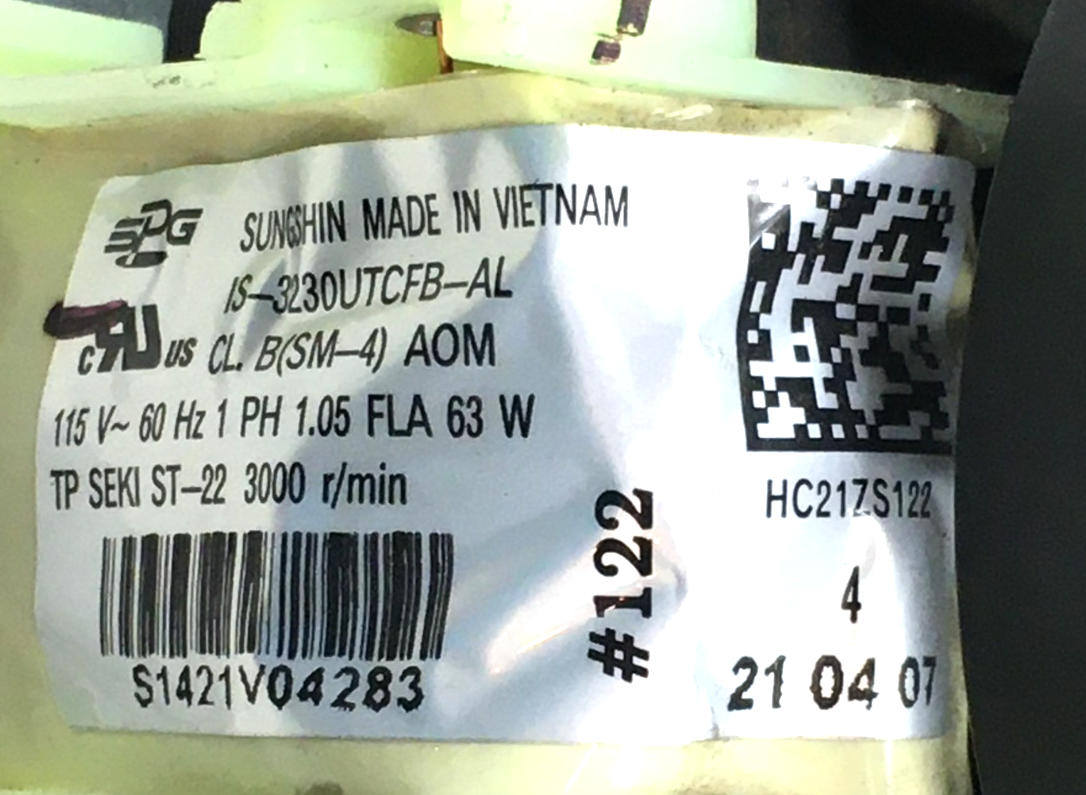 SPG SUNGSHIN MADE IN VIETNAM
IS-3230UTCFB-AL
c RU US CL. B(SM-4) AOM
115 V~ 60 Hz 1 PH 1.05 FLA 63 W
TP SEKI ST-22 3000 r/min
S1421V04283
#122
HC21ZS122
4
21 04 07